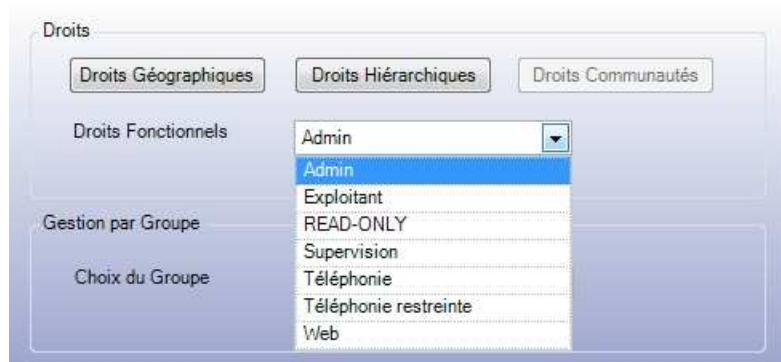 Droits
Droits Géographiques Droits Hiérarchiques Droits Communautés
Droits Fonctionnels Admin
Admin
Exploitant
READ-ONLY
Gestion par Groupe
Supervision
Choix du Groupe Téléphonie
Téléphonie restreinte
Web